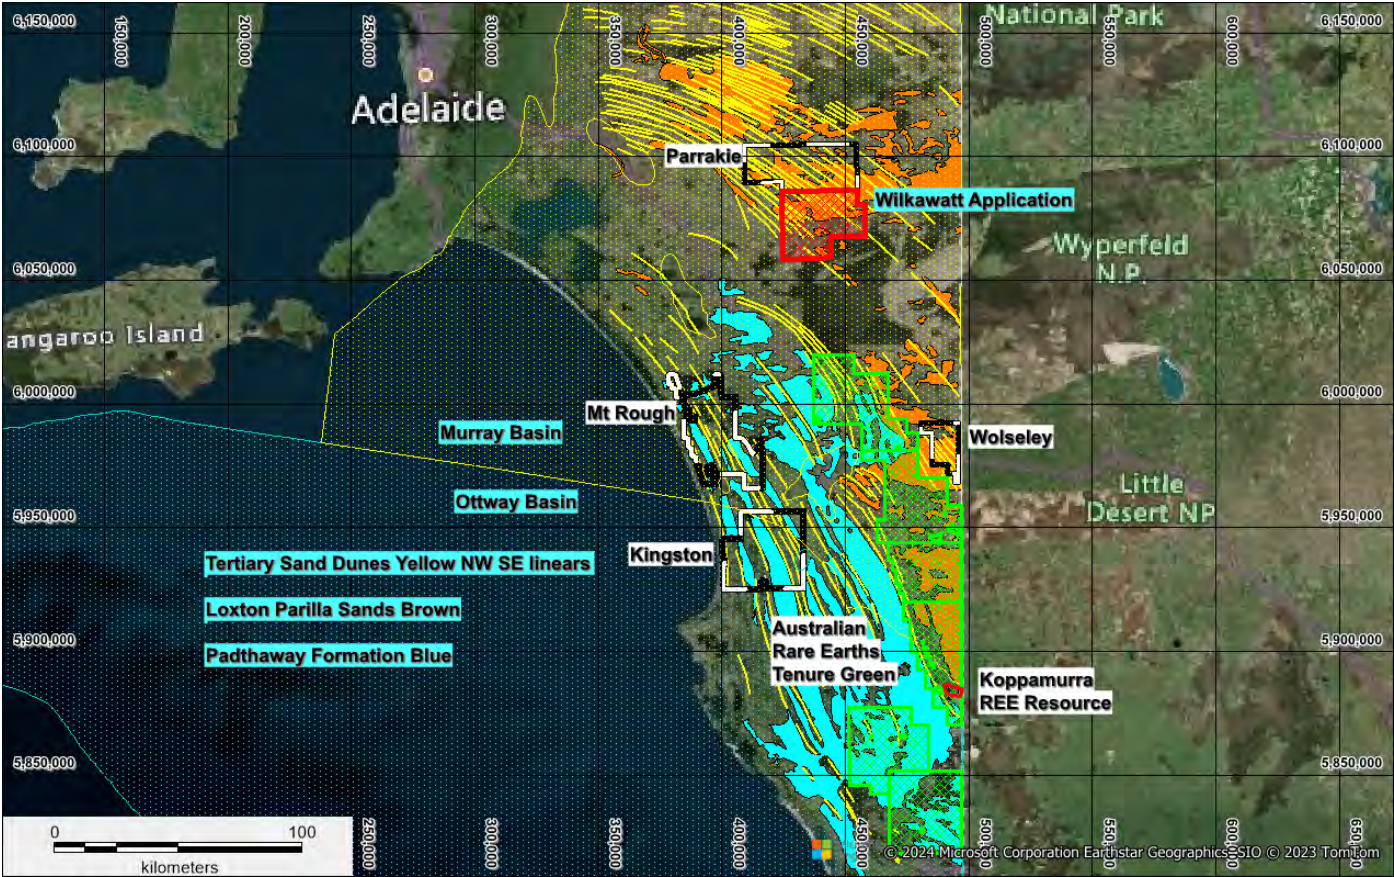 6,150,000
150,000
200,000
250,000
300,000
350,000
400,000
450,000
500,000
550,000
600,000
6,150,000
National Park
Adelaide
6,100,000
Parrakie
6,100,000
Wilkawatt Application
Wyperfeld
N.P.
6,050,000
6,050,000
angaroo Island
6,000,000
6,000,000
Mt Rough
Murray Basin
Wolseley
Ottway Basin
Little
Desert NP
5,950,000
5,950,000
Kingston
Tertiary Sand Dunes Yellow NW SE linears
Loxton Parilla Sands Brown
Padthaway Formation Blue
5,900,000
5,900,000
Australian
Rare Earths
Tenure Green
Koppamurra
REE Resource
5,850,000
5,850,000
0 100
kilometers
250,000
300,000
350,000
400,000
450,000
500,000
550,000
600,000
© 2024 Microsoft Corporation Earthstar Geographics SIO © 2023 TomTom